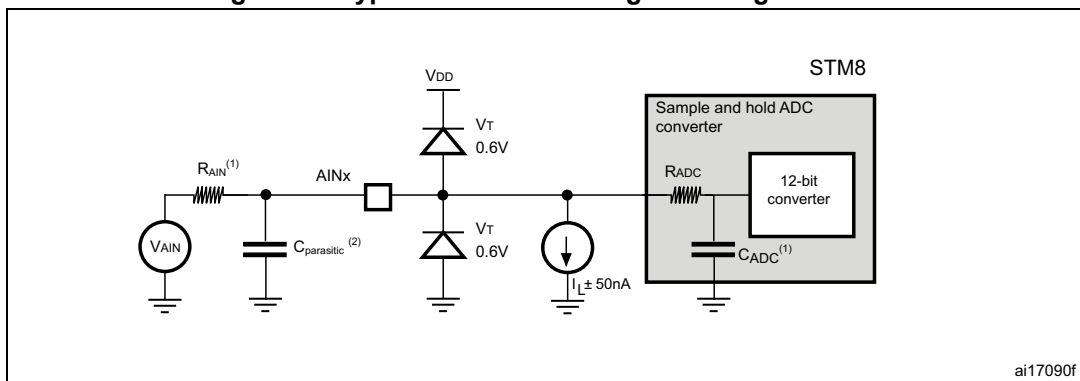 STM8
VDD
Sample and hold ADC
converter
VT
0.6V
RAIN(1)
AINx
RADC
12-bit
converter
VT
0.6V
VAIN
Cparasitic (2)
CADC(1)
IL± 50nA
ai17090f